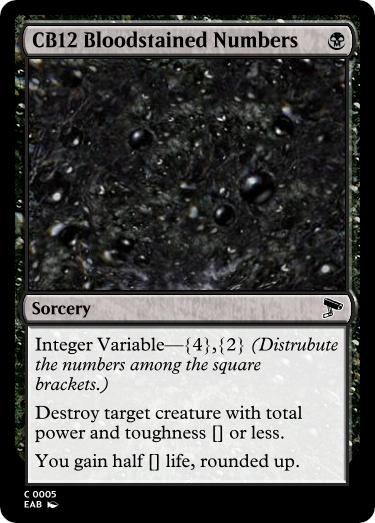 CB12 Bloodstained Numbers
Sorcery
Integer Variable—{4},{2} (Distrubute
the numbers among the square
brackets.)
Destroy target creature with total
power and toughness [] or less.
You gain half [] life, rounded up.
C 0005
EAB